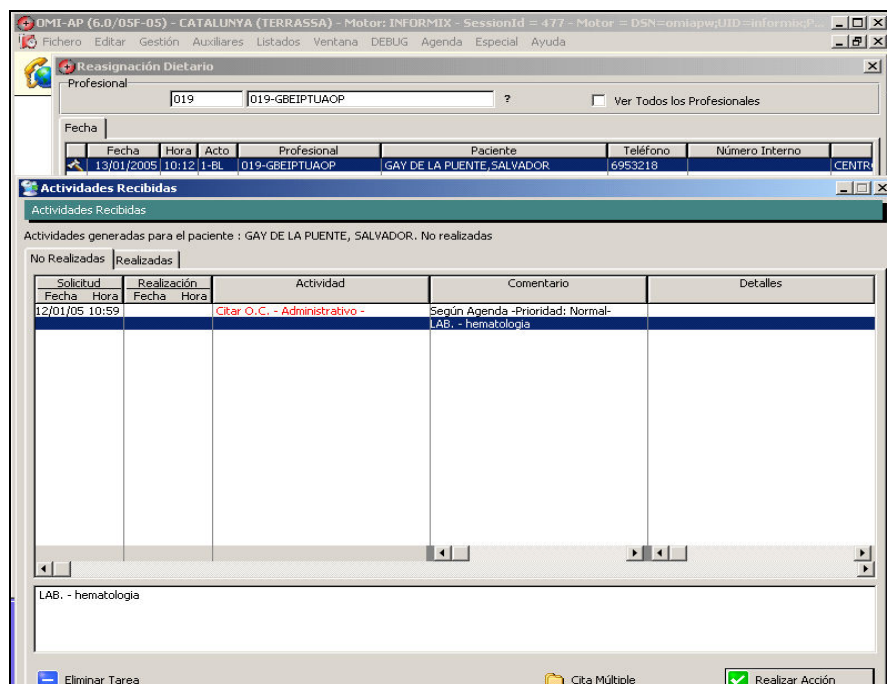 OMI-AP (6.0/05F-05) - CATALUNYA (TERRASSA) - Motor: INFORMIX - SessionId = 477 - Motor = DSN=omiapw;UID=informix;P...
Fichero Editar Gestión Auxiliares Listados Ventana DEBUG Agenda Especial Ayuda
Reasignación Dietario
Profesional
019 019-GBEIPTUAOP ? Ver Todos los Profesionales
Fecha
Fecha Hora Acto Profesional Paciente Teléfono Número Interno
13/01/2005 10:12 1-BL 019-GBEIPTUAOP GAY DE LA PUENTE,SALVADOR 6953218 CENTR
Actividades Recibidas
Actividades Recibidas
Actividades generadas para el paciente : GAY DE LA PUENTE, SALVADOR. No realizadas
No Realizadas Realizadas
Solicitud Realización Actividad Comentario Detalles
Fecha Hora Fecha Hora
12/01/05 10:59 Citar O.C. - Administrativo - Según Agenda -Prioridad: Normal-
LAB. - hematologia
LAB. - hematologia
Eliminar Tarea Cita Múltiple Realizar Acción